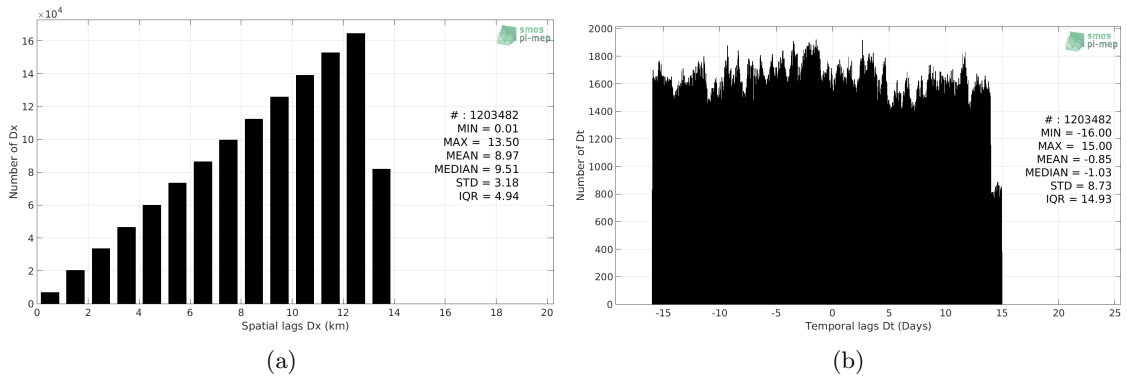 ×10⁴
16
14
12
10
8
6
4
2
0
Number of Dx
0 2 4 6 8 10 12 14 16 18 20
Spatial lags Dx (km)
smos
pi-mep
# : 1203482
MIN = 0.01
MAX = 13.50
MEAN = 8.97
MEDIAN = 9.51
STD = 3.18
IQR = 4.94
(a)
2000
1800
1600
1400
1200
1000
800
600
400
200
0
Number of Dt
-15 -10 -5 0 5 10 15 20 25
Temporal lags Dt (Days)
smos
pi-mep
# : 1203482
MIN = -16.00
MAX = 15.00
MEAN = -0.85
MEDIAN = -1.03
STD = 8.73
IQR = 14.93
(b)